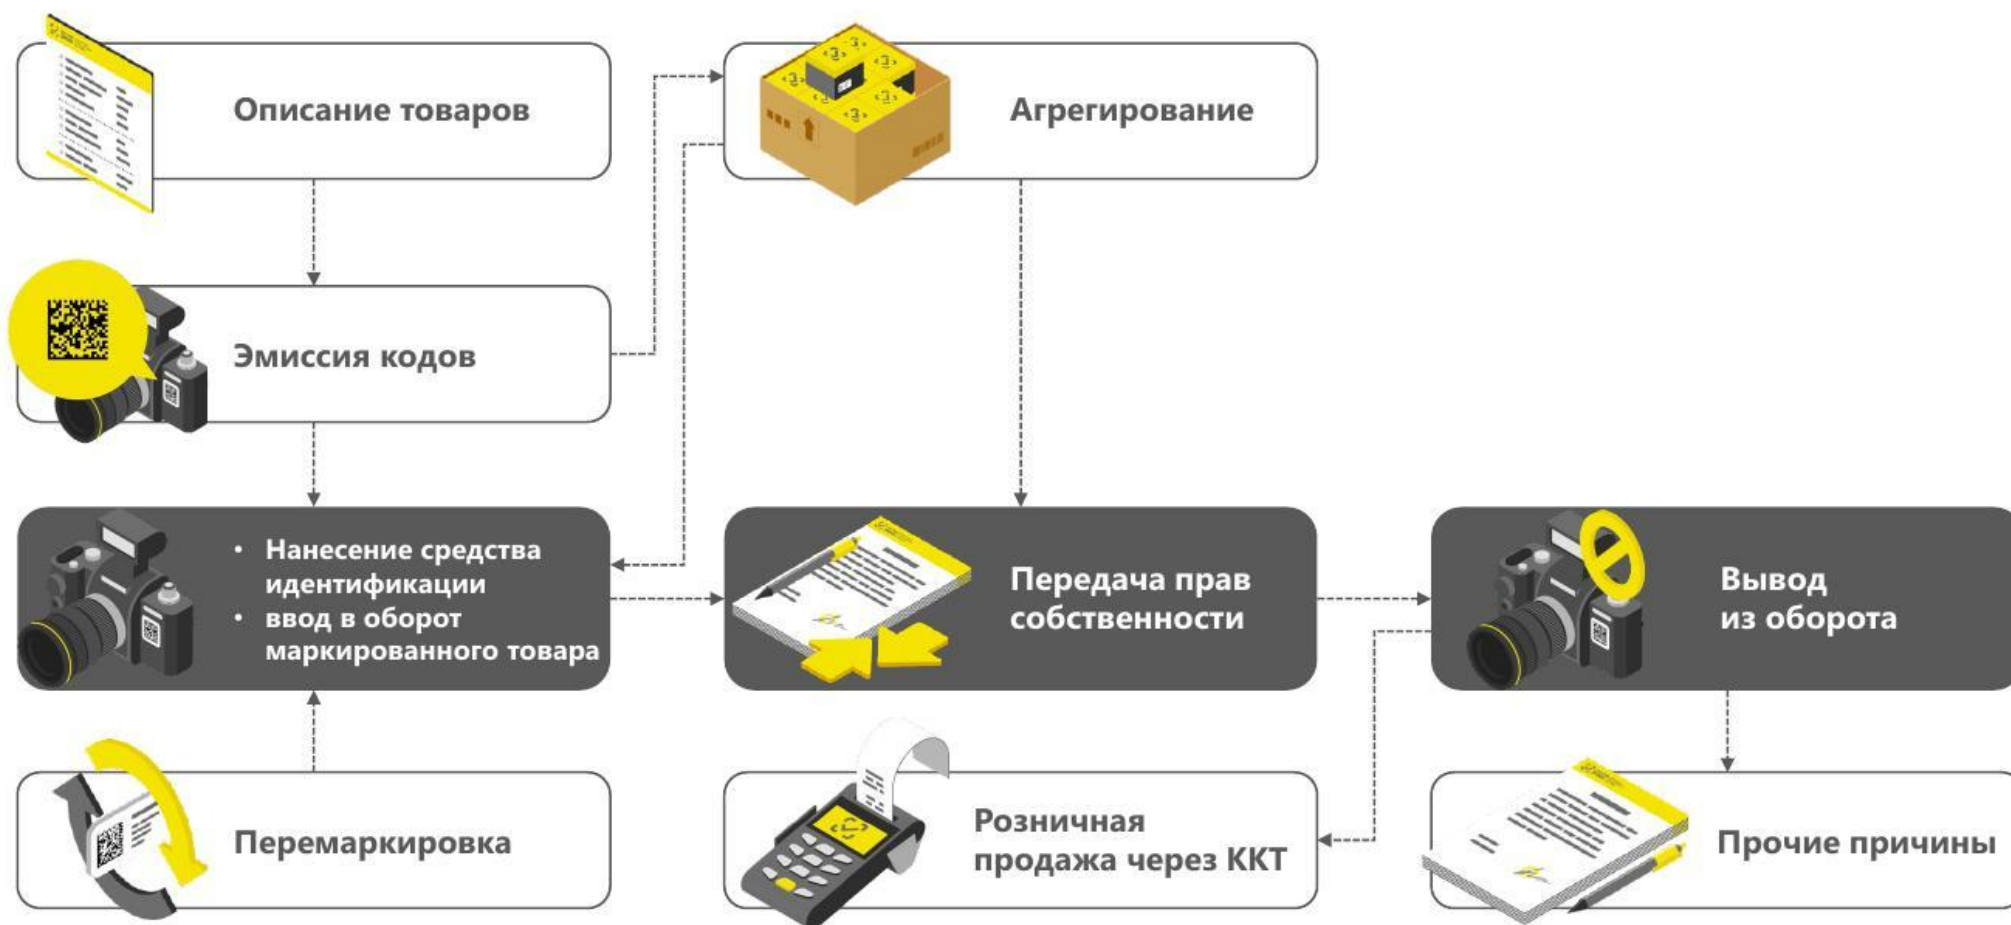 Описание товаров
Агрегирование
Эмиссия кодов
• Нанесение средства
идентификации
• ввод в оборот
маркированного товара
Передача прав
собственности
Вывод
из оборота
Перемаркировка
Розничная
продажа через ККТ
Прочие причины